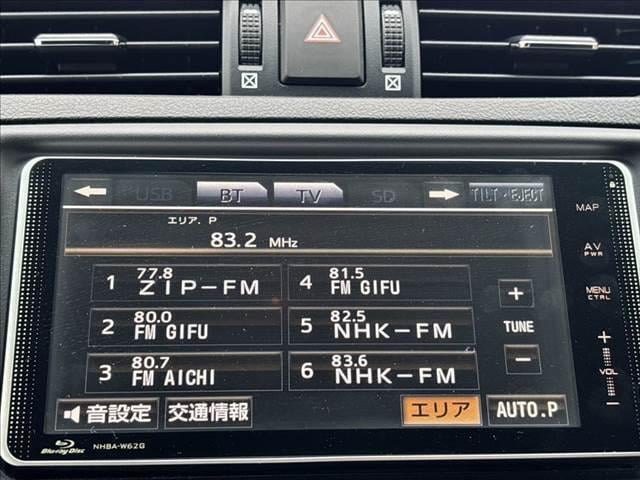 USB BT TV SD TILT・EJECT
エリア. P
83.2 MHz
1 77.8 ZIP-FM
4 81.5 FM GIFU
2 80.0 FM GIFU
5 82.5 NHK-FM
3 80.7 FM AICHI
6 83.6 NHK-FM
+
TUNE
-
音設定 交通情報 エリア AUTO.P
MAP
AV
PWR
MENU
CTRL
+
VOL
-
Blu-ray Disc NHBA-W62G